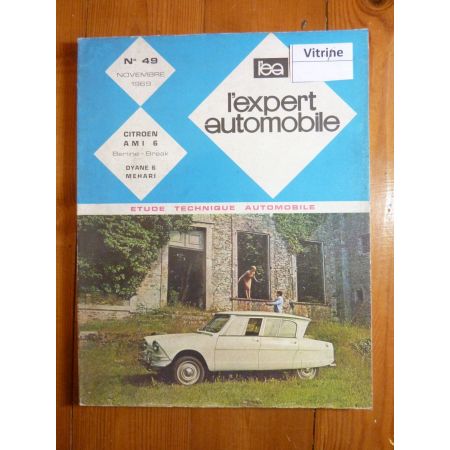 N° 49
NOVEMBRE
1969
l'ea
Vitrine
l'expert
automobile
CITROEN
AMI 6
Berline - Break
DYANE 6
MEHARI
ETUDE TECHNIQUE AUTOMOBILE